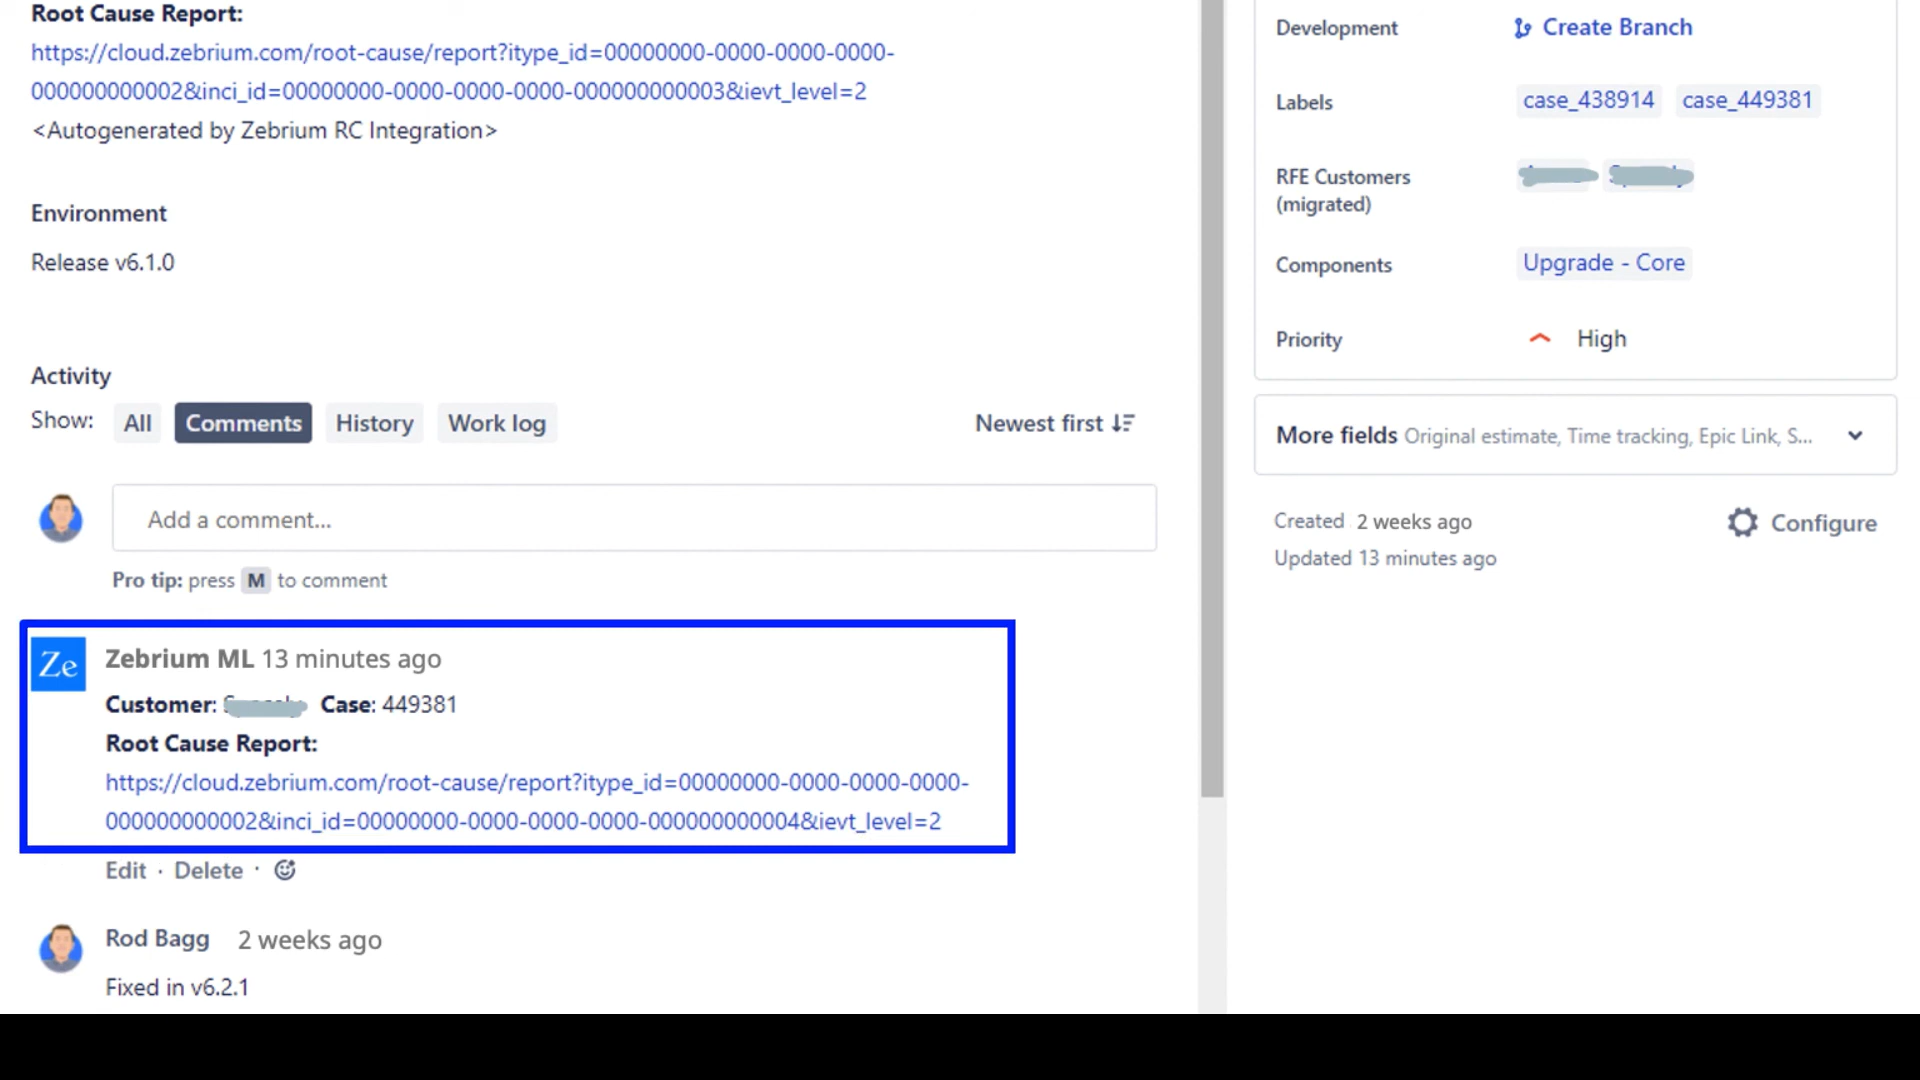 Root Cause Report:
https://cloud.zebrium.com/root-cause/report?itype_id=00000000-0000-0000-0000-
000000000002&inci_id=00000000-0000-0000-0000-000000000003&ievt_level=2
<Autogenerated by Zebrium RC Integration>
Environment
Release v6.1.0
Activity
Show: All Comments History Work log Newest first
Add a comment...
Pro tip: press M to comment
Ze
Zebrium ML 13 minutes ago
Customer: Case: 449381
Root Cause Report:
https://cloud.zebrium.com/root-cause/report?itype_id=00000000-0000-0000-0000-
000000000002&inci_id=00000000-0000-0000-0000-000000000004&ievt_level=2
Edit · Delete ·
Rod Bagg 2 weeks ago
Fixed in v6.2.1
Development Create Branch
Labels case_438914 case_449381
RFE Customers
(migrated)
Components Upgrade - Core
Priority High
More fields Original estimate, Time tracking, Epic Link, S...
Created 2 weeks ago Configure
Updated 13 minutes ago